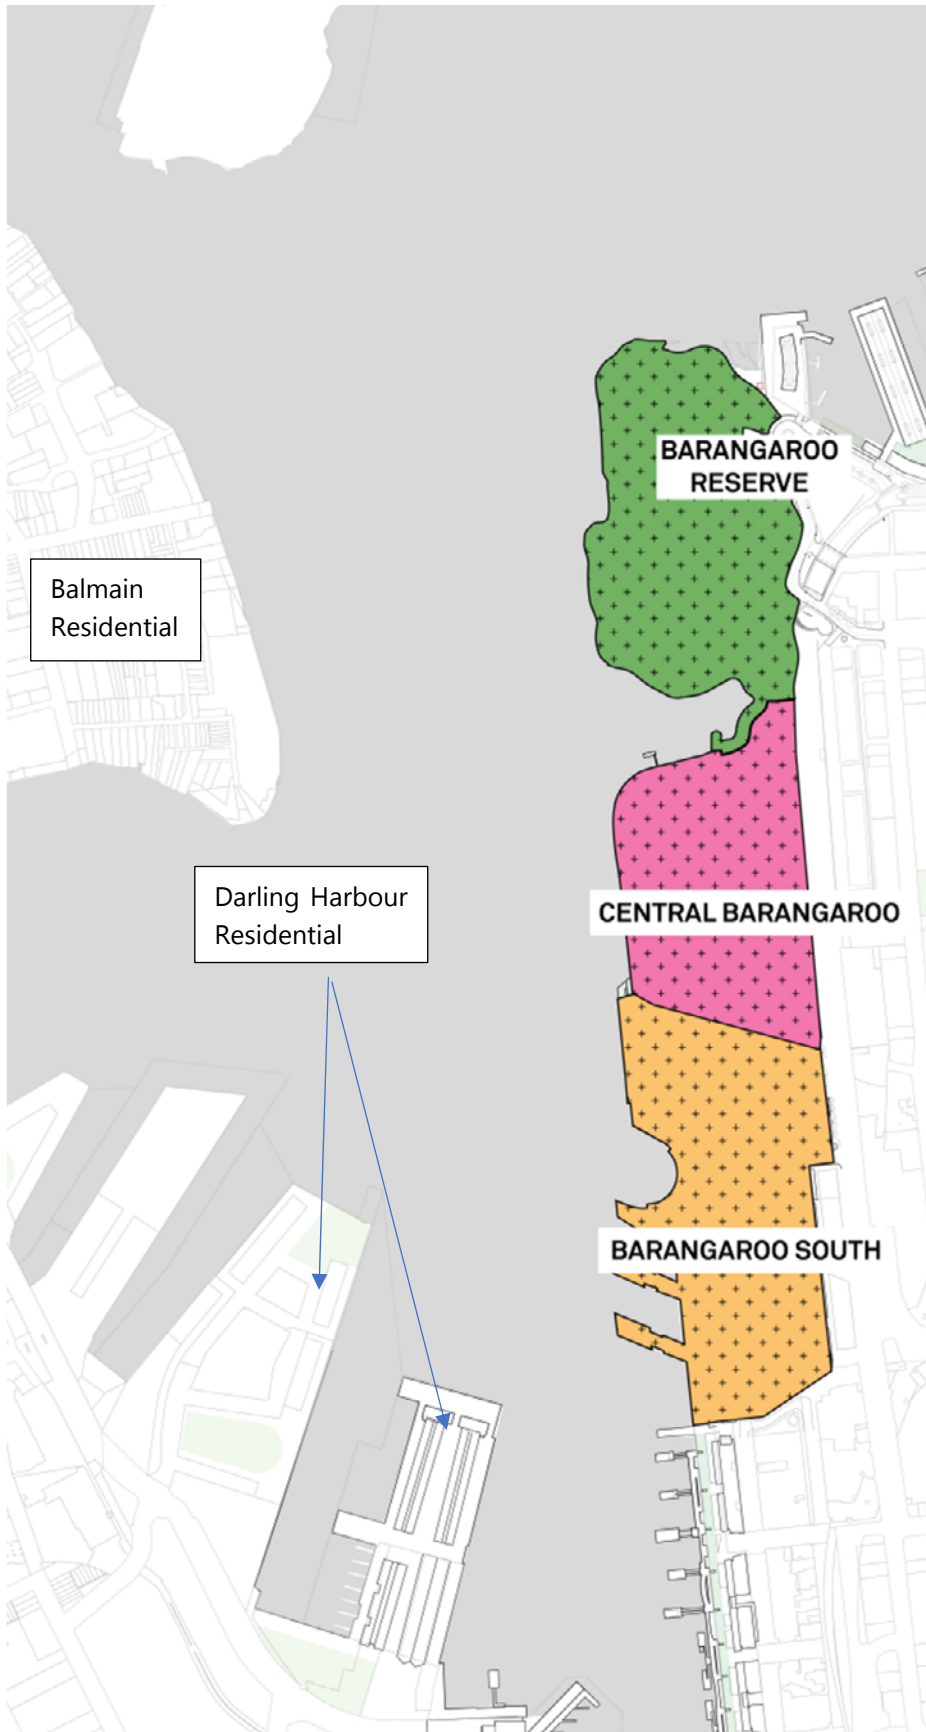 BARANGAROO
RESERVE
Balmain
Residential
Darling Harbour
Residential
CENTRAL BARANGAROO
BARANGAROO SOUTH